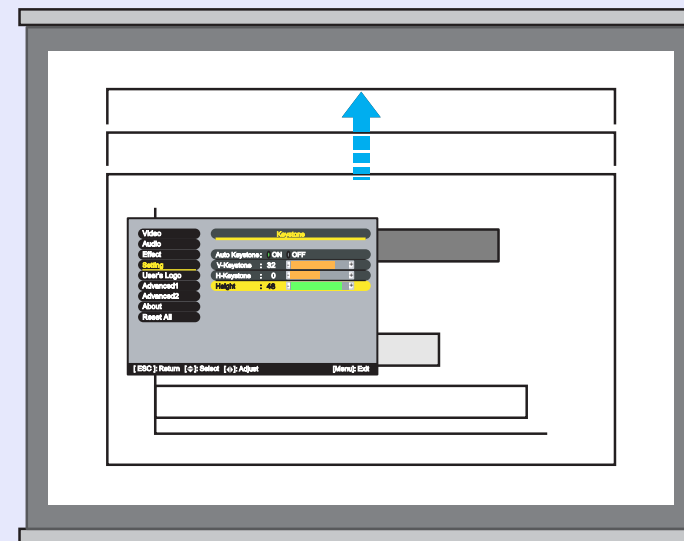 Video
Audio
Effect
Setting
User's Logo
Advanced1
Advanced2
About
Reset All
Keystone
Auto Keystone: ON OFF
V-Keystone : 32 - +
H-Keystone : 0 - +
Height : 48 - +
[ ESC ]: Return [◊]: Select [‹›]: Adjust [Menu]: Exit